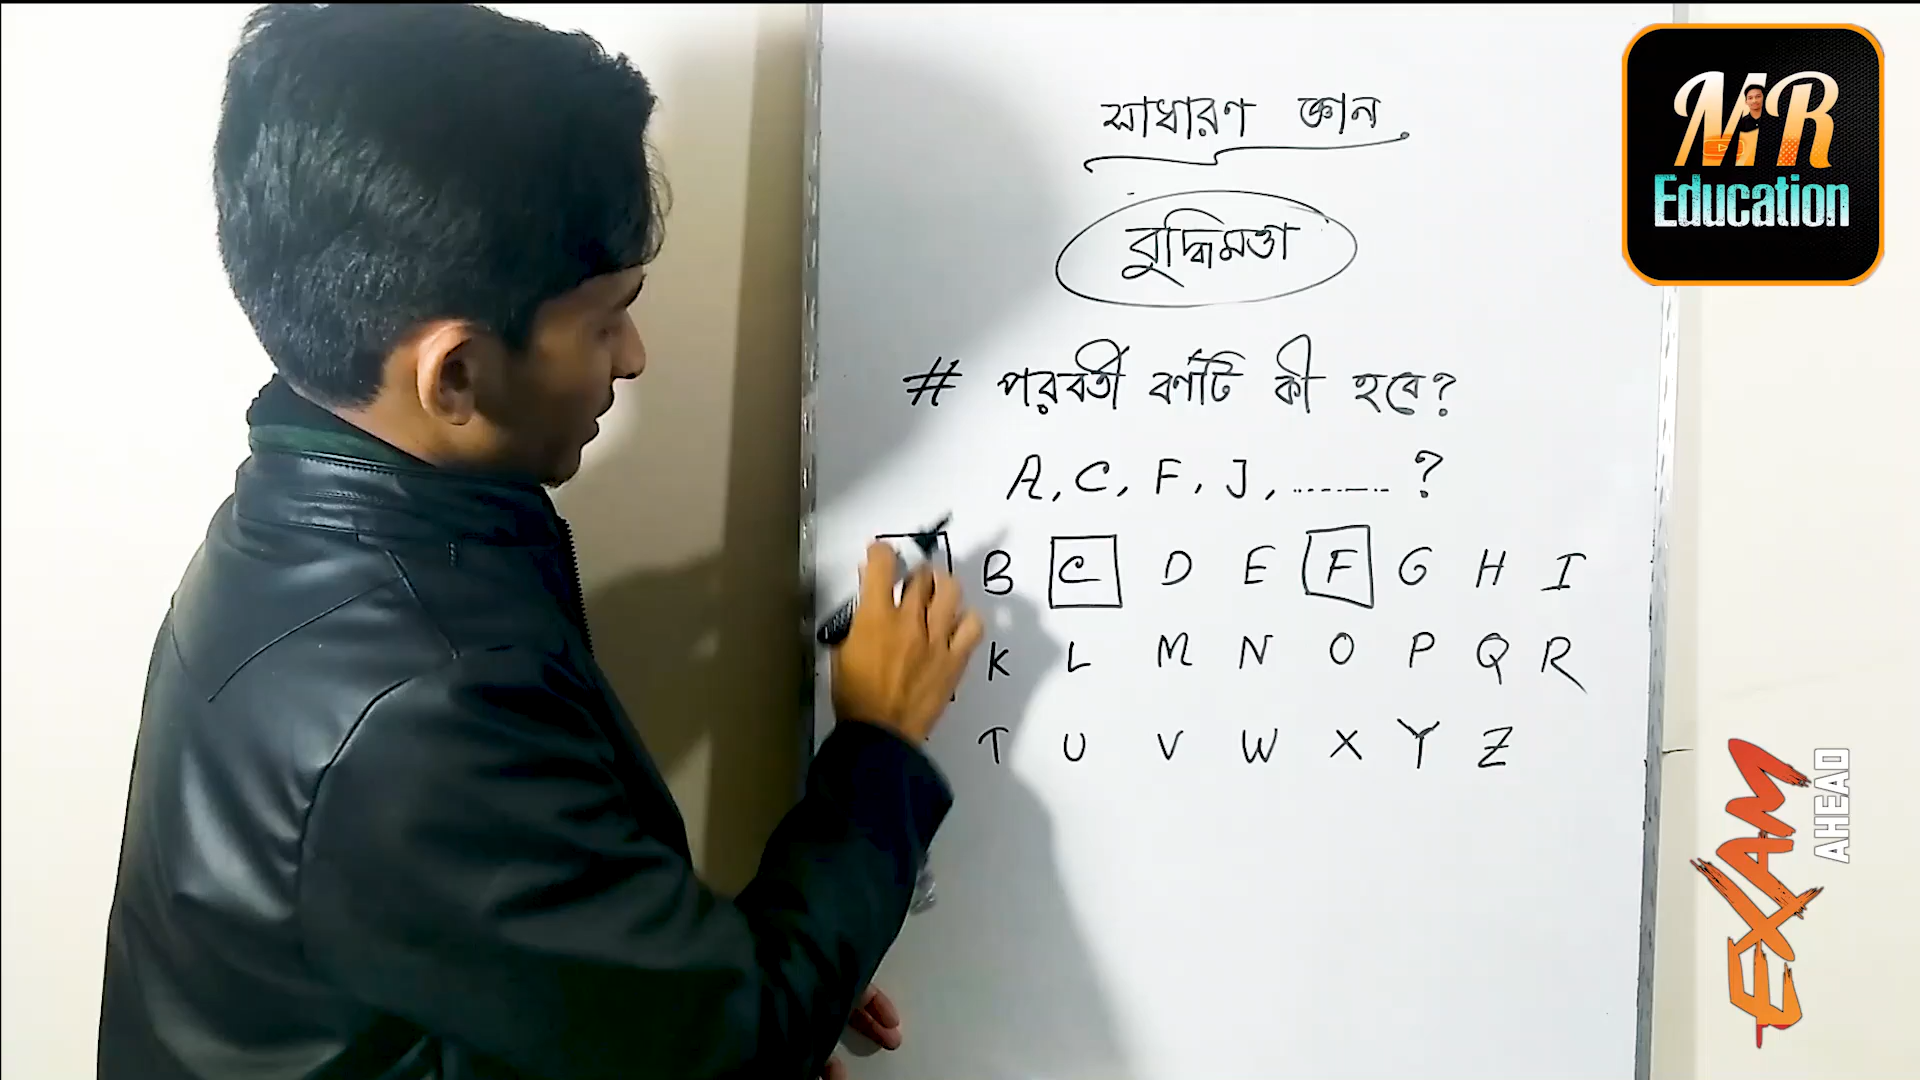 সাধারণ জ্ঞান
বুদ্ধিমত্তা
# পরবর্তী বর্ণটি কী হবে?
A, C, F, J, ........... ?
B C D E F G H I
K L M N O P Q R
T U V W X Y Z
MR
Education
EXAM
AHEAD